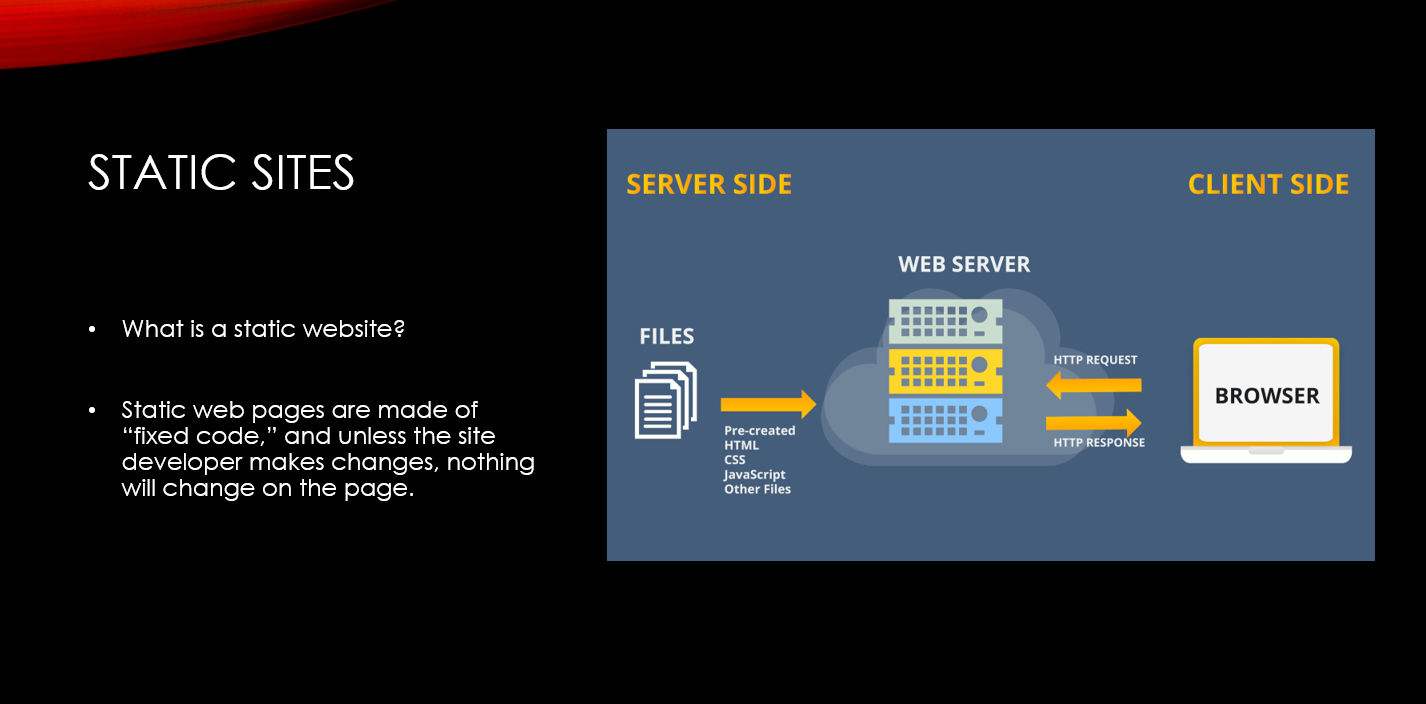 STATIC SITES
• What is a static website?
• Static web pages are made of
“fixed code,” and unless the site
developer makes changes, nothing
will change on the page.
SERVER SIDE
CLIENT SIDE
WEB SERVER
FILES
Pre-created
HTML
CSS
JavaScript
Other Files
HTTP REQUEST
HTTP RESPONSE
BROWSER